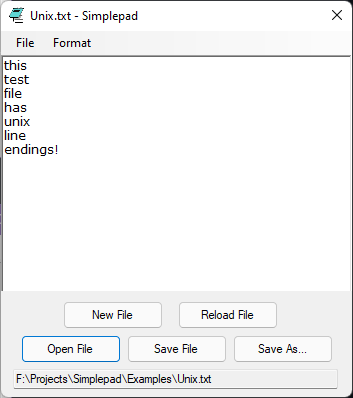 Unix.txt - Simplepad
File Format
this
test
file
has
unix
line
endings!
New File Reload File
Open File Save File Save As...
F:\Projects\Simplepad\Examples\Unix.txt